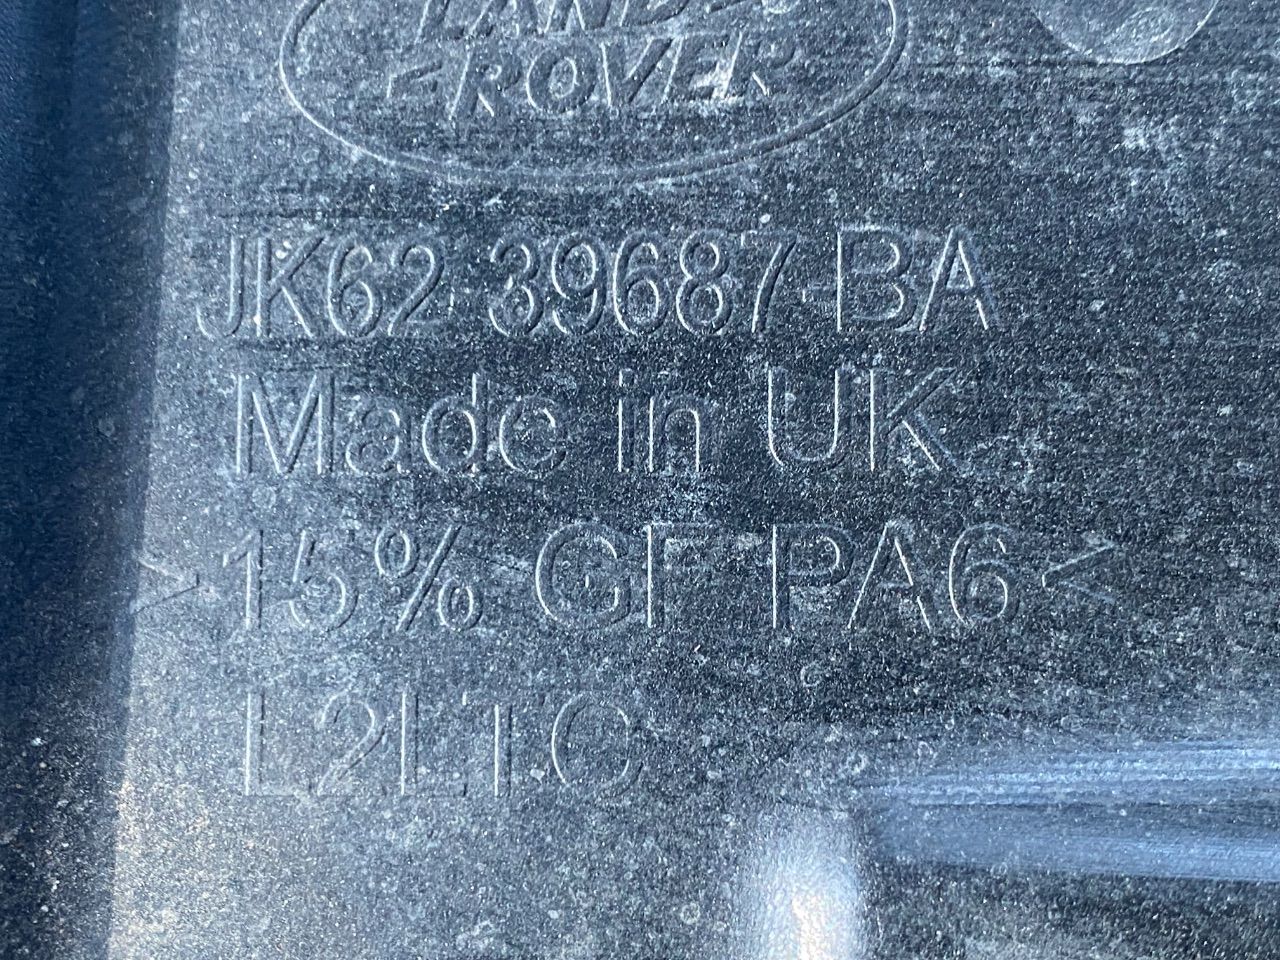 LAND
ROVER
JK62-39687-BA
Made in UK
>15% GF PA6<
L2LTC